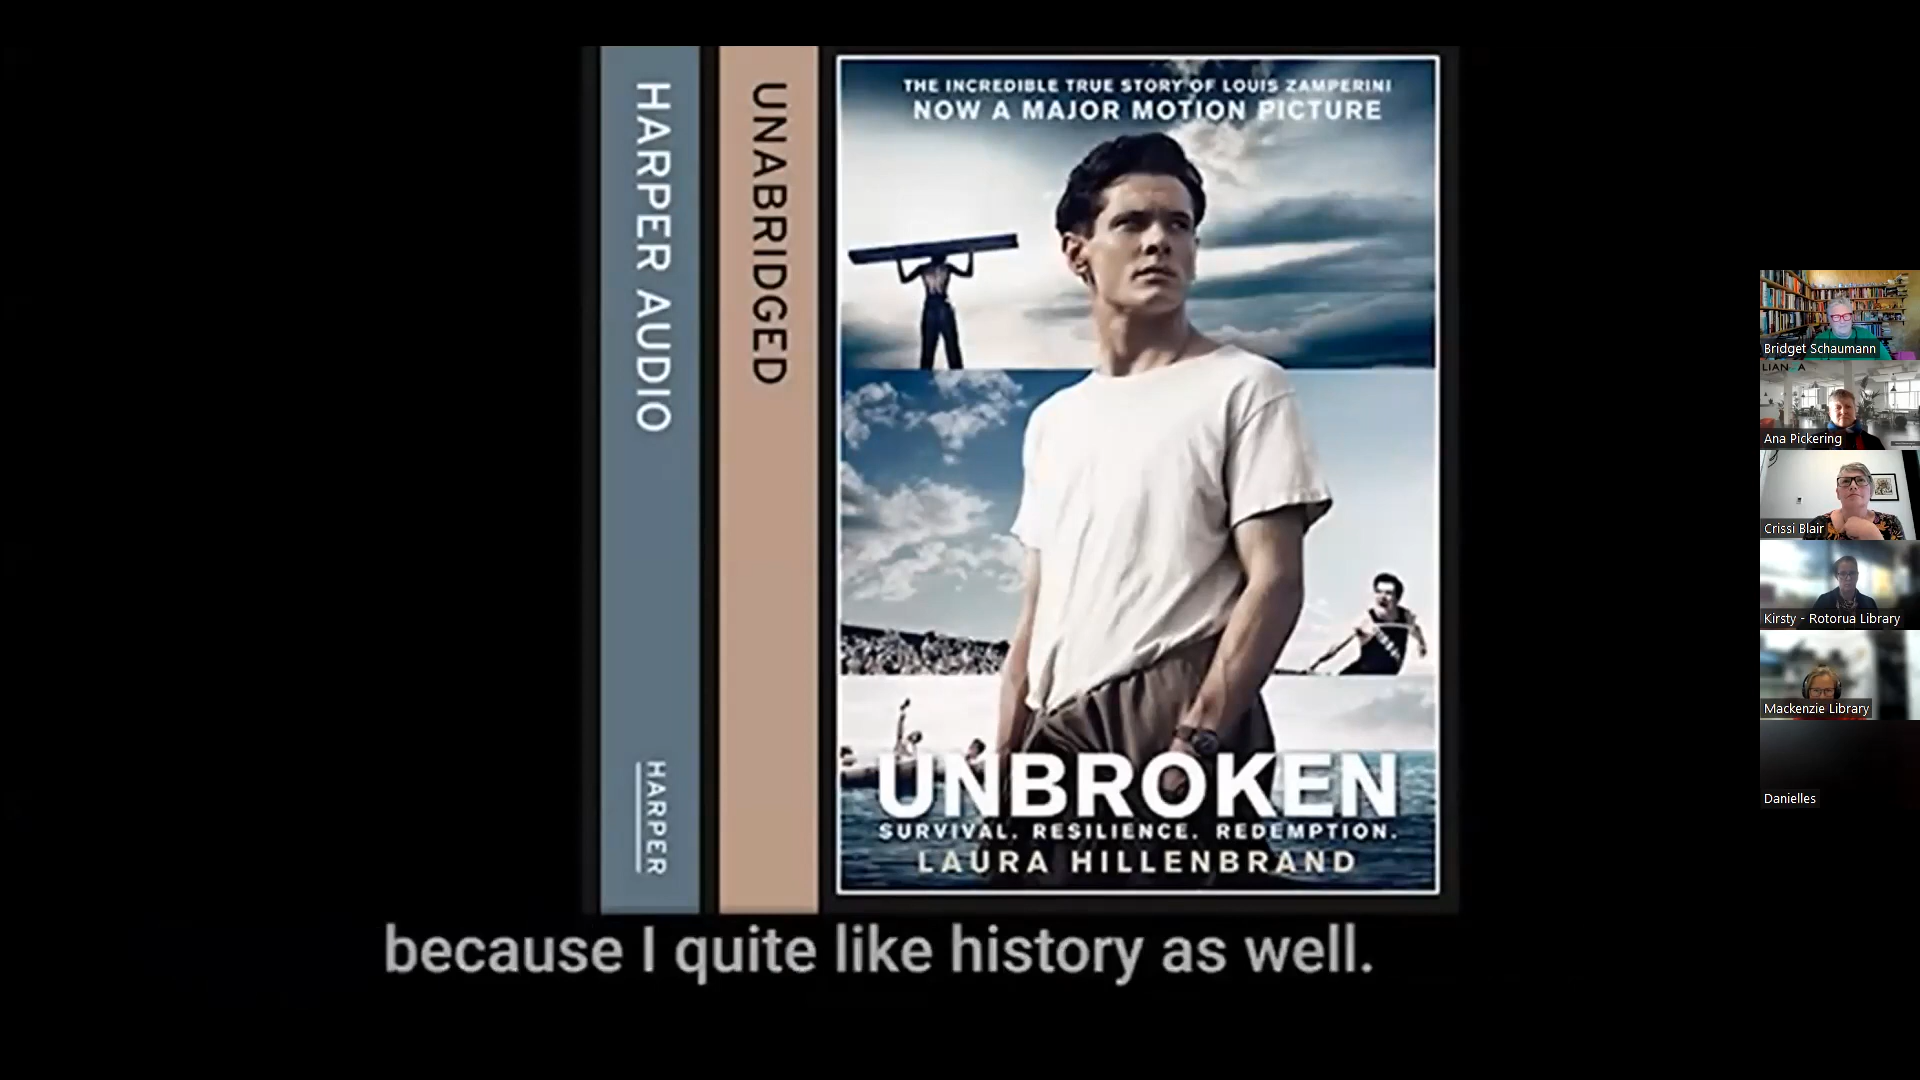 HARPER AUDIO
HARPER
UNABRIDGED
THE INCREDIBLE TRUE STORY OF LOUIS ZAMPERINI
NOW A MAJOR MOTION PICTURE
UNBROKEN
SURVIVAL. RESILIENCE. REDEMPTION.
LAURA HILLENBRAND
because I quite like history as well.
Bridget Schaumann
LIANZA
Ana Pickering
Crissi Blair
Kirsty - Rotorua Library
Mackenzie Library
Danielles